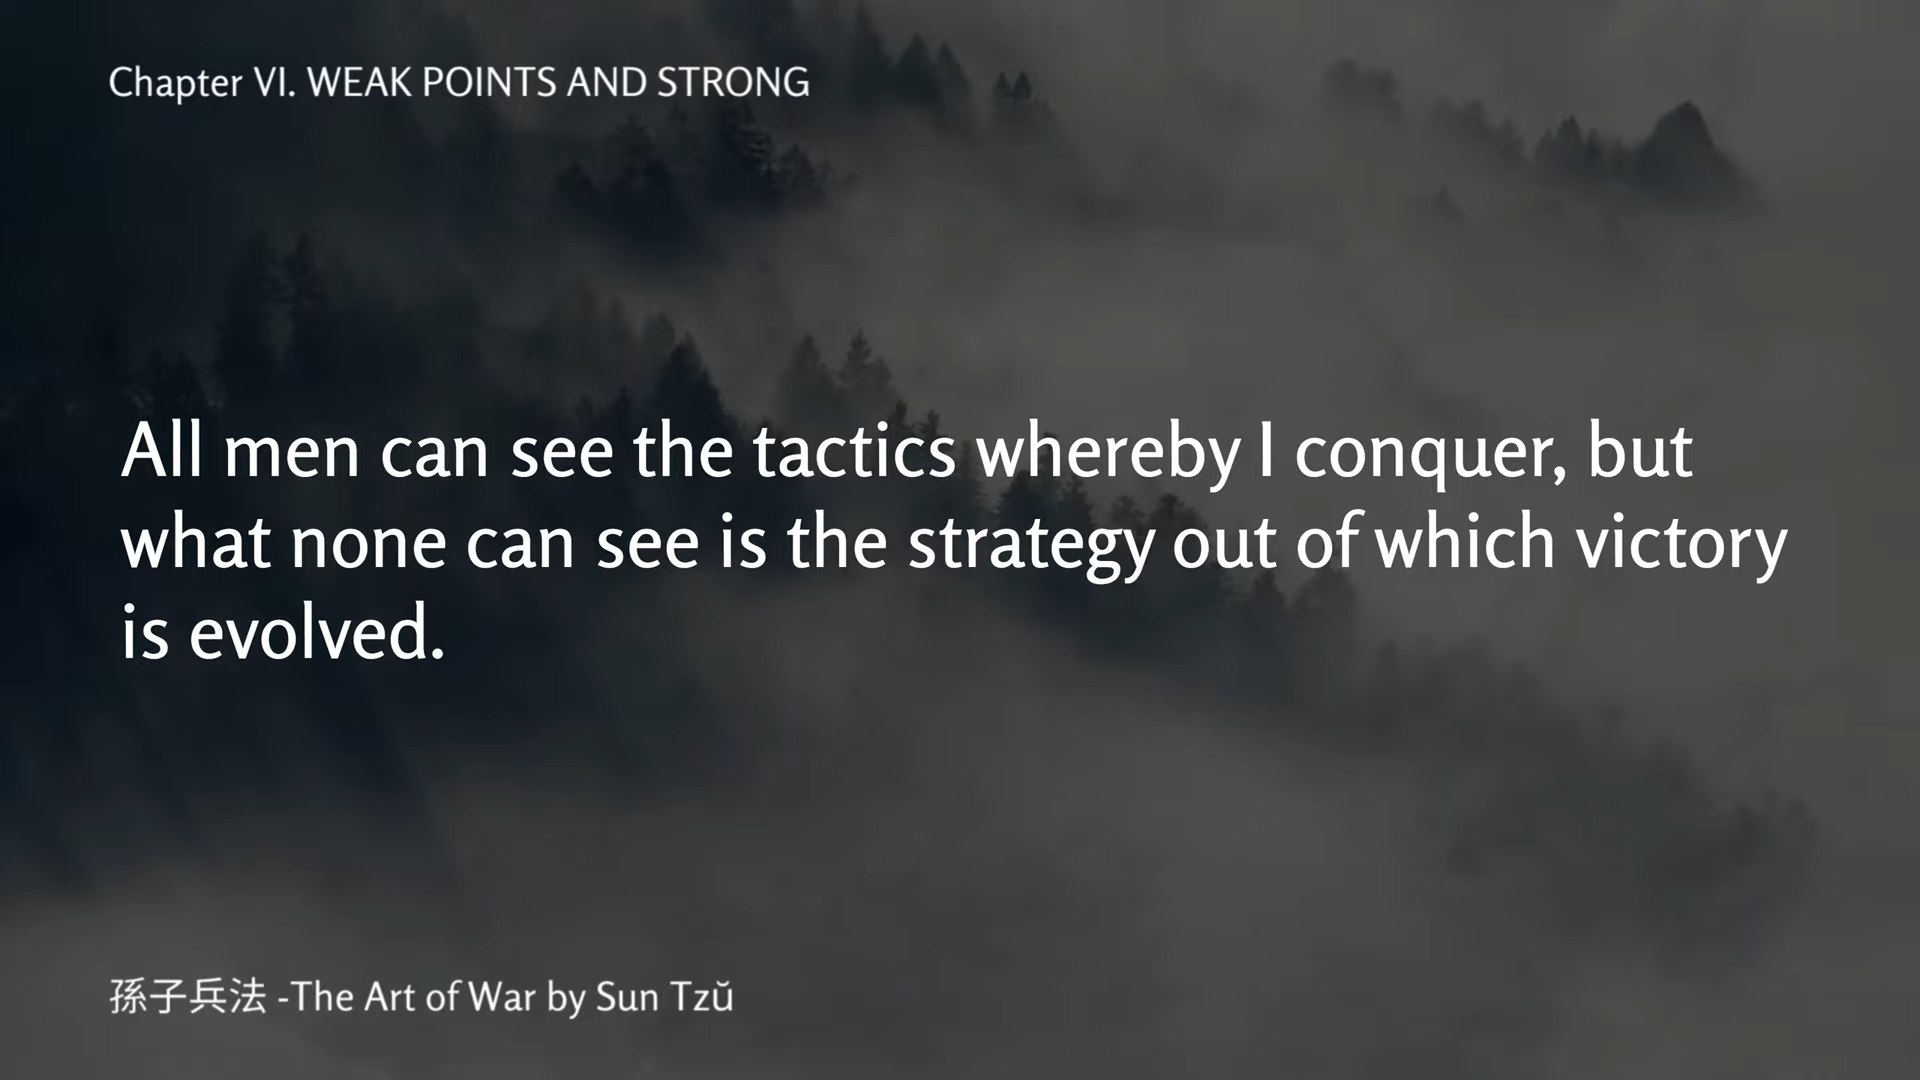 Chapter VI. WEAK POINTS AND STRONG
All men can see the tactics whereby I conquer, but
what none can see is the strategy out of which victory
is evolved.
孫子兵法 -The Art of War by Sun Tzŭ